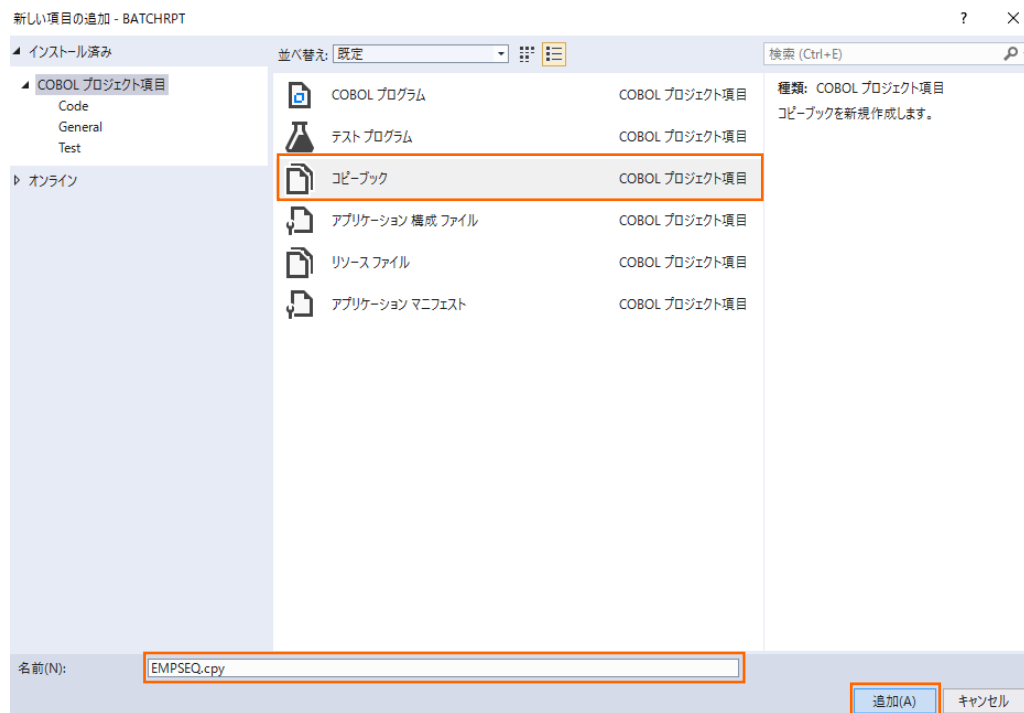 新しい項目の追加 - BATCHRPT
インストール済み
並べ替え: 既定
検索 (Ctrl+E)
COBOL プロジェクト項目
Code
General
Test
オンライン
COBOL プログラム COBOL プロジェクト項目
テスト プログラム COBOL プロジェクト項目
コピーブック COBOL プロジェクト項目
アプリケーション 構成 ファイル COBOL プロジェクト項目
リソース ファイル COBOL プロジェクト項目
アプリケーション マニフェスト COBOL プロジェクト項目
種類: COBOL プロジェクト項目
コピーブックを新規作成します。
名前(N): EMPSEQ.cpy
追加(A) キャンセル